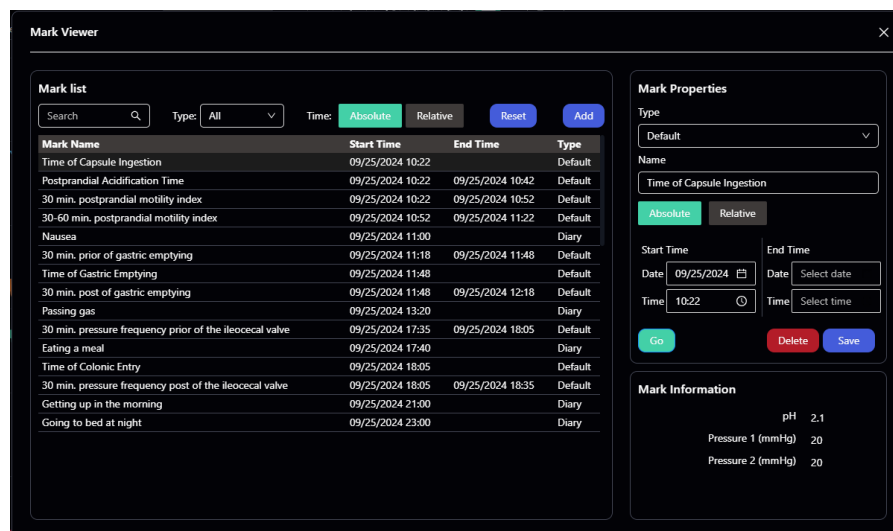 Mark Viewer
Mark list
Search Type: All Time: Absolute Relative Reset Add
Mark Name Start Time End Time Type
Time of Capsule Ingestion 09/25/2024 10:22 Default
Postprandial Acidification Time 09/25/2024 10:22 09/25/2024 10:42 Default
30 min. postprandial motility index 09/25/2024 10:22 09/25/2024 10:52 Default
30-60 min. postprandial motility index 09/25/2024 10:52 09/25/2024 11:22 Default
Nausea 09/25/2024 11:00 Diary
30 min. prior of gastric emptying 09/25/2024 11:18 09/25/2024 11:48 Default
Time of Gastric Emptying 09/25/2024 11:48 Default
30 min. post of gastric emptying 09/25/2024 11:48 09/25/2024 12:18 Default
Passing gas 09/25/2024 13:20 Diary
30 min. pressure frequency prior of the ileocecal valve 09/25/2024 17:35 09/25/2024 18:05 Default
Eating a meal 09/25/2024 17:40 Diary
Time of Colonic Entry 09/25/2024 18:05 Default
30 min. pressure frequency post of the ileocecal valve 09/25/2024 18:05 09/25/2024 18:35 Default
Getting up in the morning 09/25/2024 21:00 Diary
Going to bed at night 09/25/2024 23:00 Diary
Mark Properties
Type
Default
Name
Time of Capsule Ingestion
Absolute Relative
Start Time End Time
Date 09/25/2024 Date Select date
Time 10:22 Time Select time
Go Delete Save
Mark Information
pH 2.1
Pressure 1 (mmHg) 20
Pressure 2 (mmHg) 20